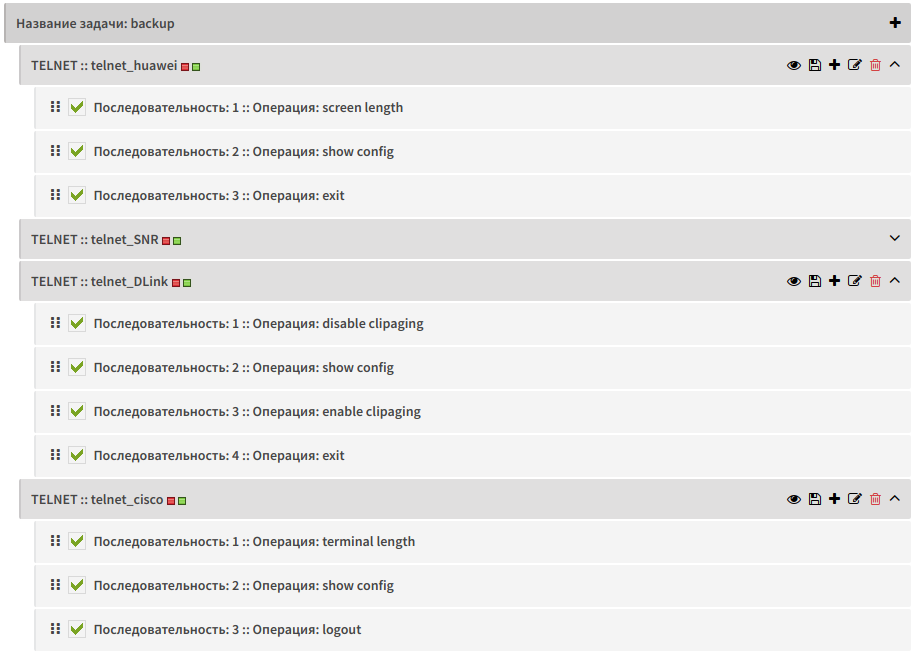 Название задачи: backup
TELNET :: telnet_huawei
Последовательность: 1 :: Операция: screen length
Последовательность: 2 :: Операция: show config
Последовательность: 3 :: Операция: exit
TELNET :: telnet_SNR
TELNET :: telnet_DLink
Последовательность: 1 :: Операция: disable clipaging
Последовательность: 2 :: Операция: show config
Последовательность: 3 :: Операция: enable clipaging
Последовательность: 4 :: Операция: exit
TELNET :: telnet_cisco
Последовательность: 1 :: Операция: terminal length
Последовательность: 2 :: Операция: show config
Последовательность: 3 :: Операция: logout